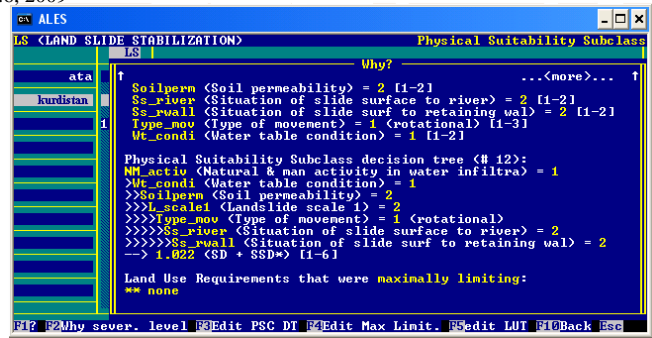 ALES
LS (LAND SLIDE STABILIZATION) Physical Suitability Subclass
LS
Why?
ata ↑ ...<more>... ↑
Soilperm (Soil permeability) = 2 [1-2]
kurdistan Ss_river (Situation of slide surface to river) = 2 [1-2]
Ss_rwall (Situation of slide surf to retaining wal) = 2 [1-2]
1 Type_mov (Type of movement) = 1 (rotational) [1-3]
Wt_condi (Water table condition) = 1 [1-2]
Physical Suitability Subclass decision tree (# 12):
NM_activ (Natural & man activity in water infiltra) = 1
>Wt_condi (Water table condition) = 1
>>Soilperm (Soil permeability) = 2
>>>L_scale1 (Landslide scale 1) = 2
>>>>Type_mov (Type of movement) = 1 (rotational)
>>>>>Ss_river (Situation of slide surface to river) = 2
>>>>>>Ss_rwall (Situation of slide surf to retaining wal) = 2
--> 1.022 (SD + SSD*) [1-6]
Land Use Requirements that were maximally limiting:
** none
F1? F2Why sever. level F3Edit PSC DT F4Edit Max Limit. F5edit LUT F10Back Esc